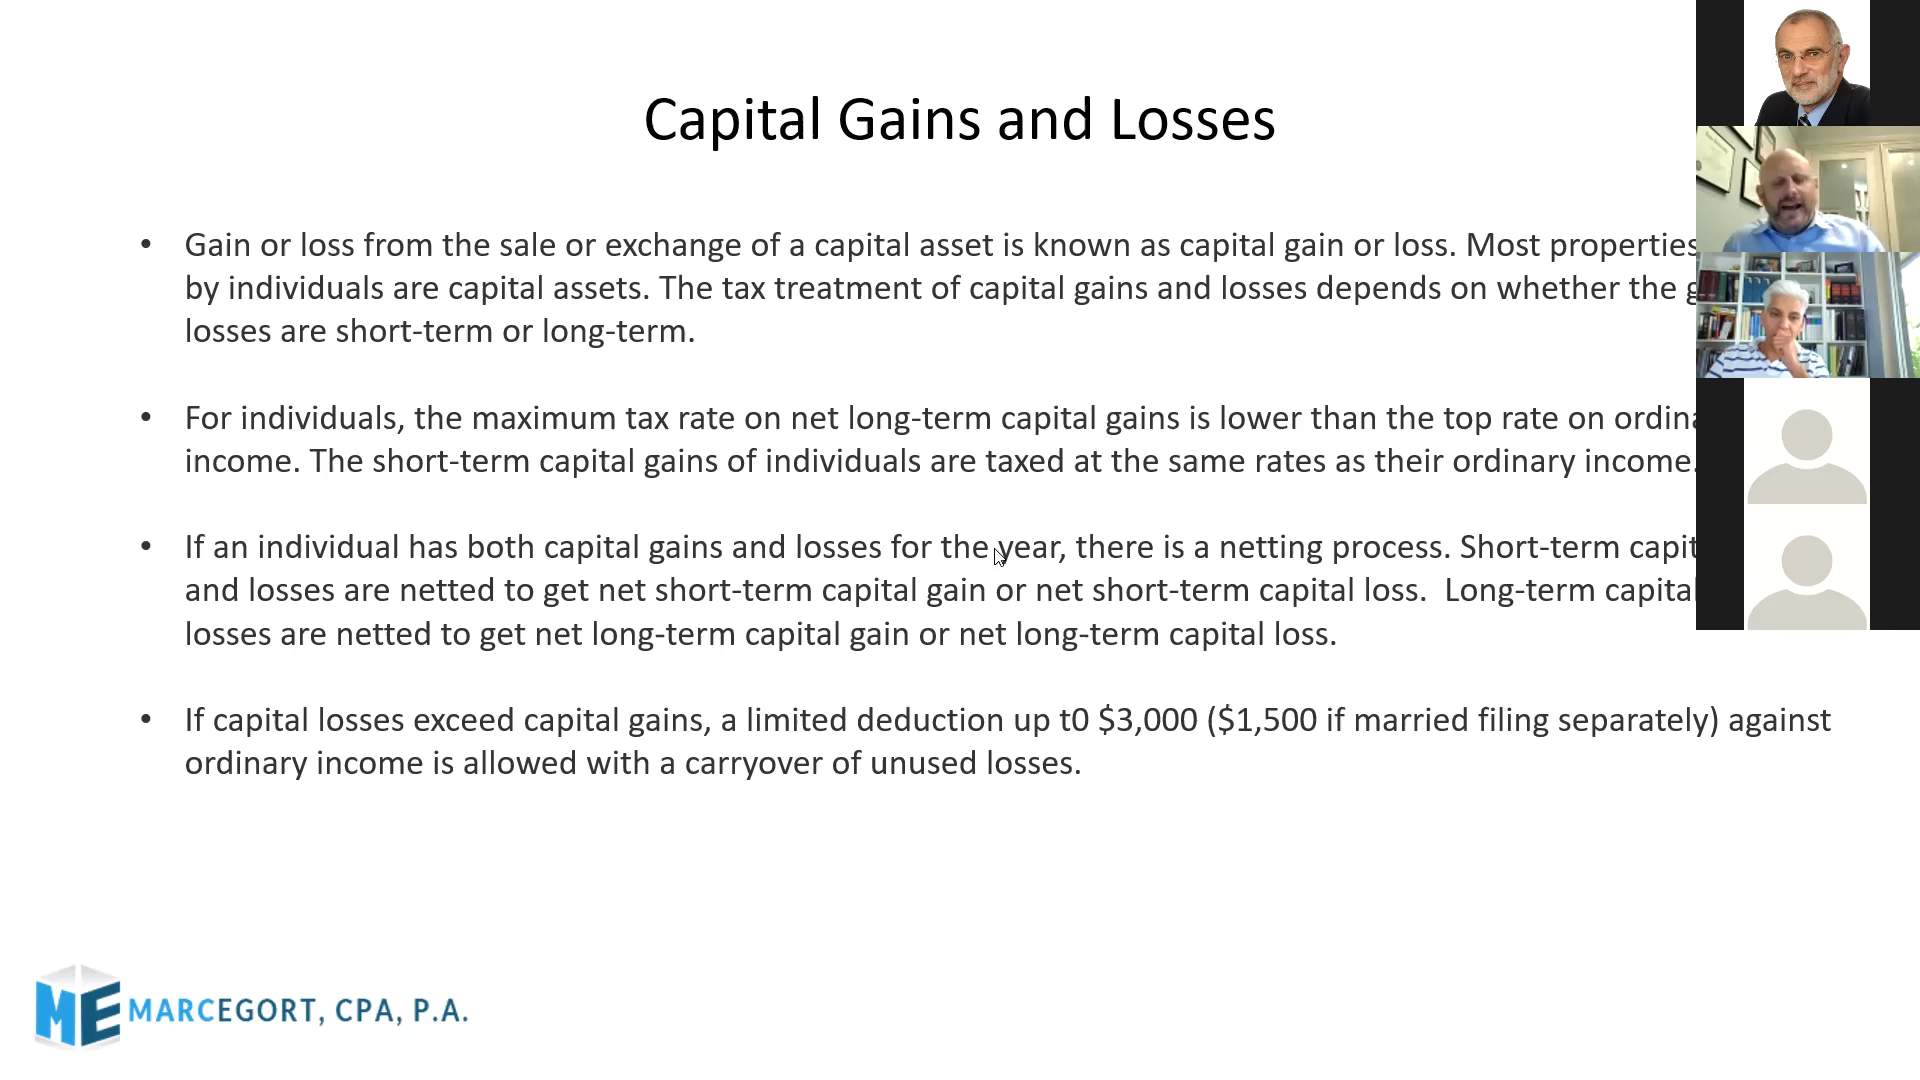 Capital Gains and Losses
• Gain or loss from the sale or exchange of a capital asset is known as capital gain or loss. Most properties
by individuals are capital assets. The tax treatment of capital gains and losses depends on whether the
losses are short-term or long-term.
• For individuals, the maximum tax rate on net long-term capital gains is lower than the top rate on
income. The short-term capital gains of individuals are taxed at the same rates as their ordinary income.
• If an individual has both capital gains and losses for the year, there is a netting process. Short-term
and losses are netted to get net short-term capital gain or net short-term capital loss.  Long-term capital
losses are netted to get net long-term capital gain or net long-term capital loss.
• If capital losses exceed capital gains, a limited deduction up t0 $3,000 ($1,500 if married filing separately) against
ordinary income is allowed with a carryover of unused losses.
ME MARCEGORT, CPA, P.A.